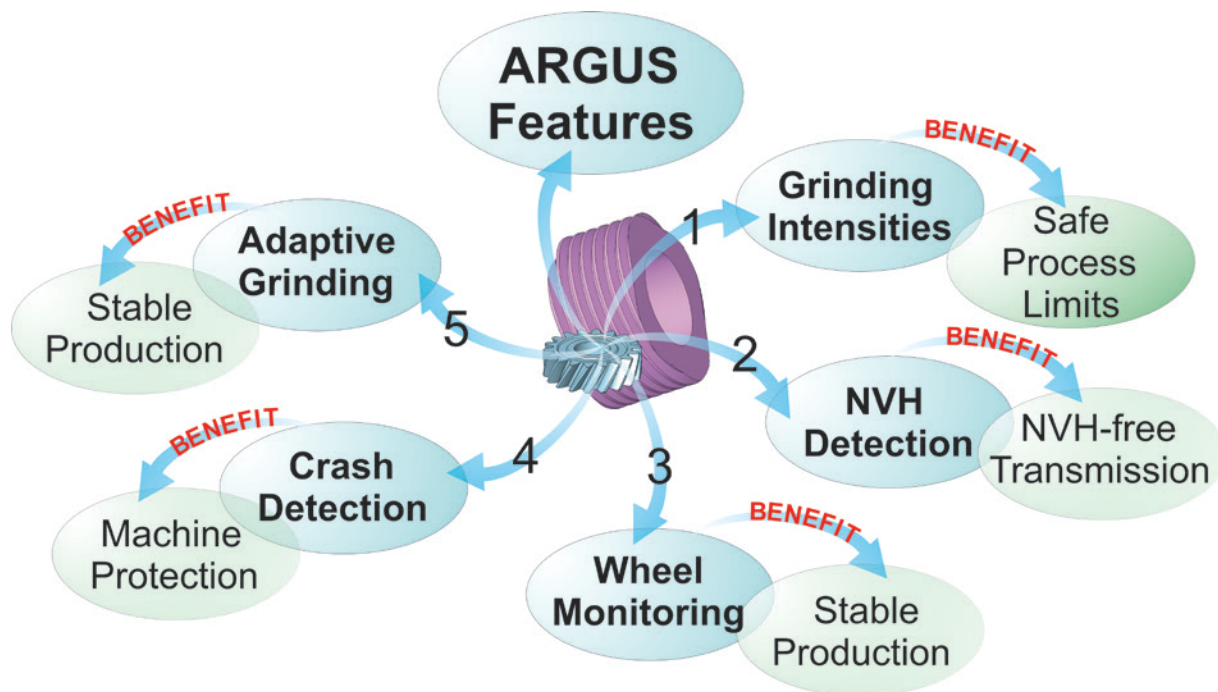 ARGUS
Features
1
Grinding
Intensities
BENEFIT
Safe
Process
Limits
2
NVH
Detection
BENEFIT
NVH-free
Transmission
3
Wheel
Monitoring
BENEFIT
Stable
Production
4
Crash
Detection
BENEFIT
Machine
Protection
5
Adaptive
Grinding
BENEFIT
Stable
Production